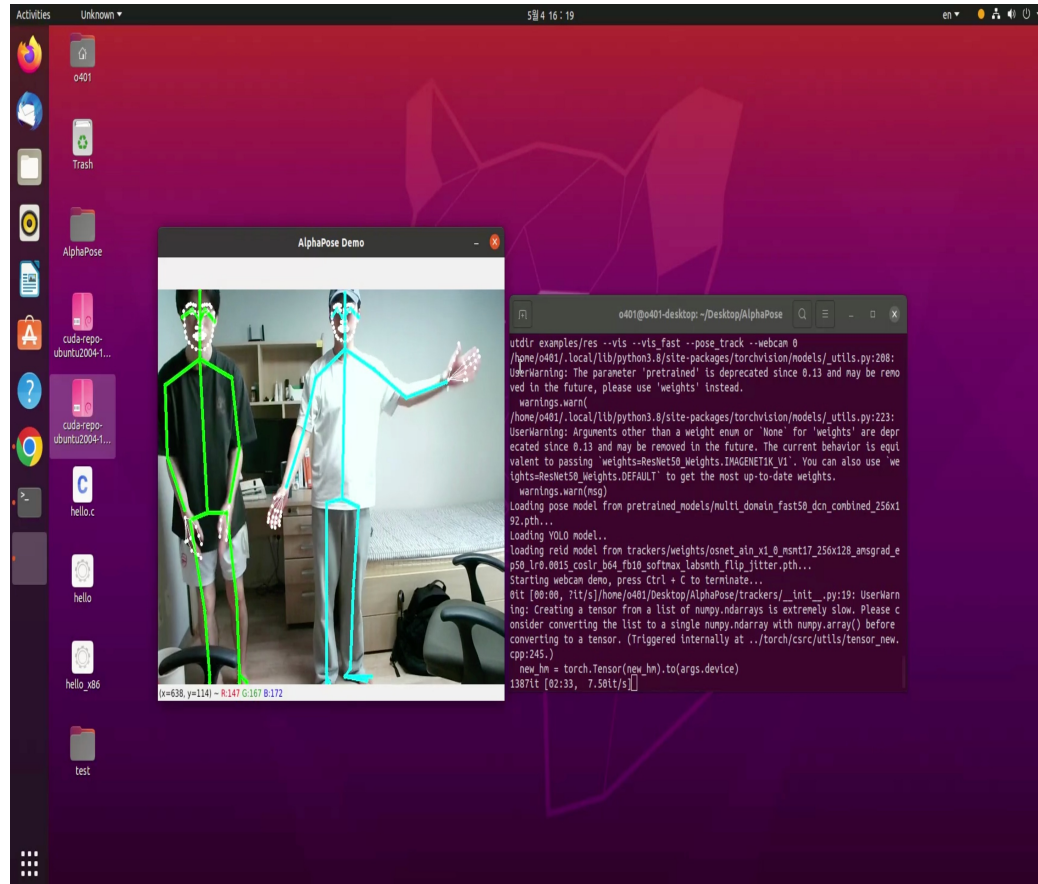 Activities
Unknown ▾
5월 4 16 : 19
en ▾
o401
Trash
AlphaPose
cuda-repo-
ubuntu2004-1...
cuda-repo-
ubuntu2004-1...
C
hello.c
hello
hello_x86
test
AlphaPose Demo
(x=638, y=114) ~ R:147 G:167 B:172
o401@o401-desktop: ~/Desktop/AlphaPose
utdir examples/res --vis --vis_fast --pose_track --webcam 0
/home/o401/.local/lib/python3.8/site-packages/torchvision/models/_utils.py:208:
UserWarning: The parameter 'pretrained' is deprecated since 0.13 and may be remo
ved in the future, please use 'weights' instead.
warnings.warn(
/home/o401/.local/lib/python3.8/site-packages/torchvision/models/_utils.py:223:
UserWarning: Arguments other than a weight enum or `None` for 'weights' are depr
ecated since 0.13 and may be removed in the future. The current behavior is equi
valent to passing `weights=ResNet50_Weights.IMAGENET1K_V1`. You can also use `we
ights=ResNet50_Weights.DEFAULT` to get the most up-to-date weights.
warnings.warn(msg)
Loading pose model from pretrained_models/multi_domain_fast50_dcn_combined_256x1
92.pth...
Loading YOLO model..
loading reid model from trackers/weights/osnet_ain_x1_0_msmt17_256x128_amsgrad_e
p50_lr0.0015_coslr_b64_fb10_softmax_labsmth_flip_jitter.pth...
Starting webcam demo, press Ctrl + C to terminate...
0it [00:00, ?it/s]/home/o401/Desktop/AlphaPose/trackers/__init__.py:19: UserWarn
ing: Creating a tensor from a list of numpy.ndarrays is extremely slow. Please c
onsider converting the list to a single numpy.ndarray with numpy.array() before
converting to a tensor. (Triggered internally at ../torch/csrc/utils/tensor_new.
cpp:245.)
new_hm = torch.Tensor(new_hm).to(args.device)
1387it [02:33, 7.50it/s]